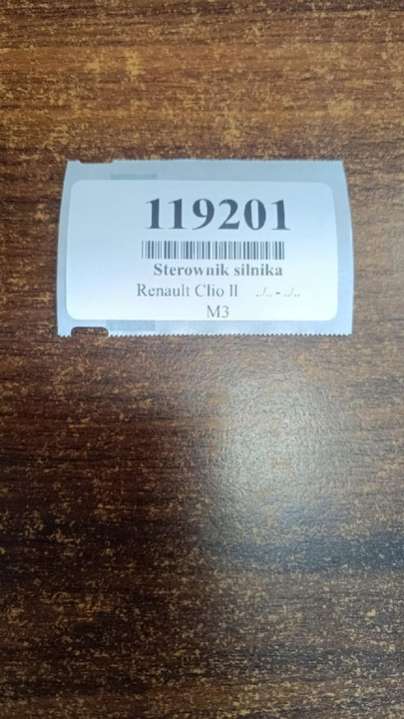 119201
Sterownik silnika
Renault Clio II ../.. - ../..
M3